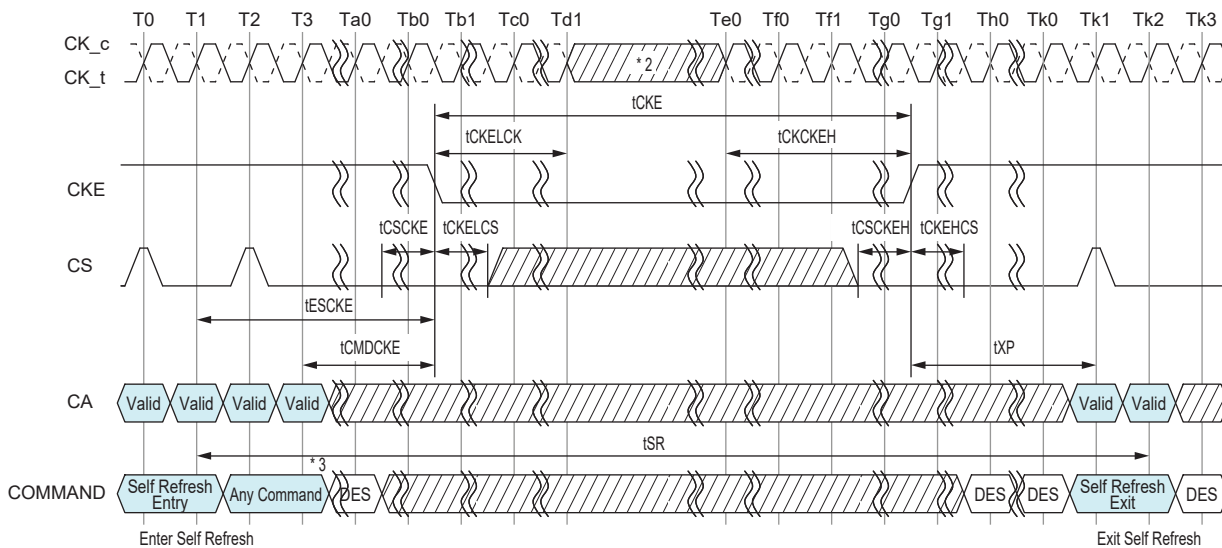 T0 T1 T2 T3 Ta0 Tb0 Tb1 Tc0 Td1 Te0 Tf0 Tf1 Tg0 Tg1 Th0 Tk0 Tk1 Tk2 Tk3
CK_c
CK_t
* 2
tCKE
tCKELCK tCKCKEH
CKE
tCSCKE tCKELCS tCSCKEH tCKEHCS
CS
tESCKE
tCMDCKE tXP
CA Valid Valid Valid Valid Valid Valid
tSR
* 3
COMMAND Self Refresh Entry Any Command DES DES DES Self Refresh Exit DES
Enter Self Refresh Exit Self Refresh